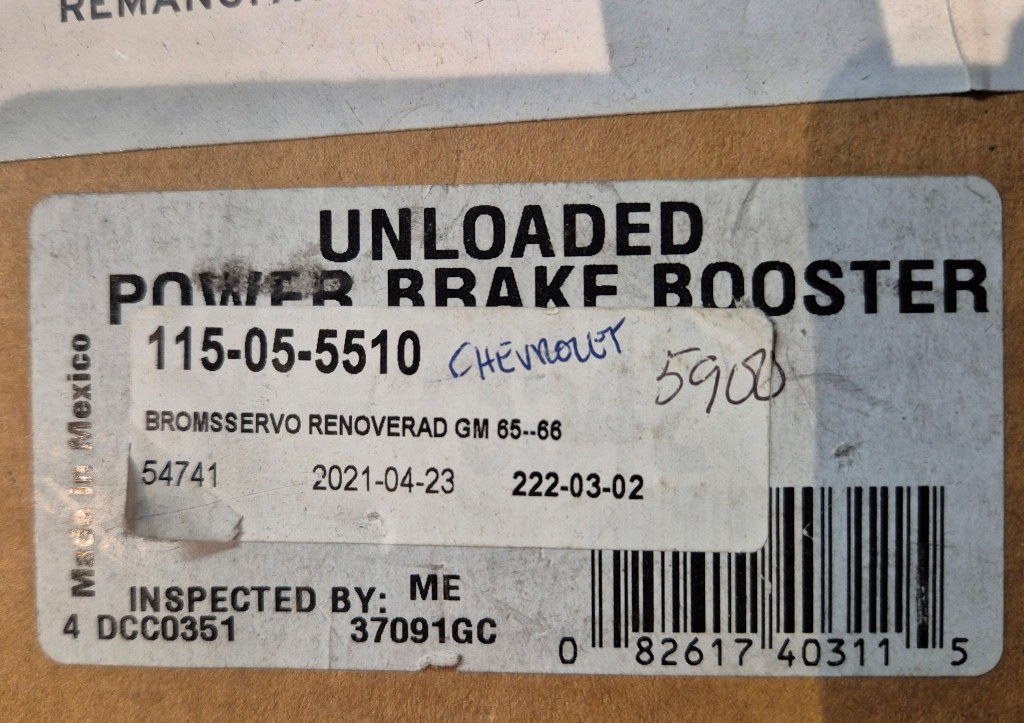 UNLOADED
POWER BRAKE BOOSTER
Made in Mexico
115-05-5510 CHEVROLET 5900
BROMSSERVO RENOVERAD GM 65--66
54741 2021-04-23 222-03-02
INSPECTED BY: ME
4 DCC0351 37091GC
0 82617 40311 5